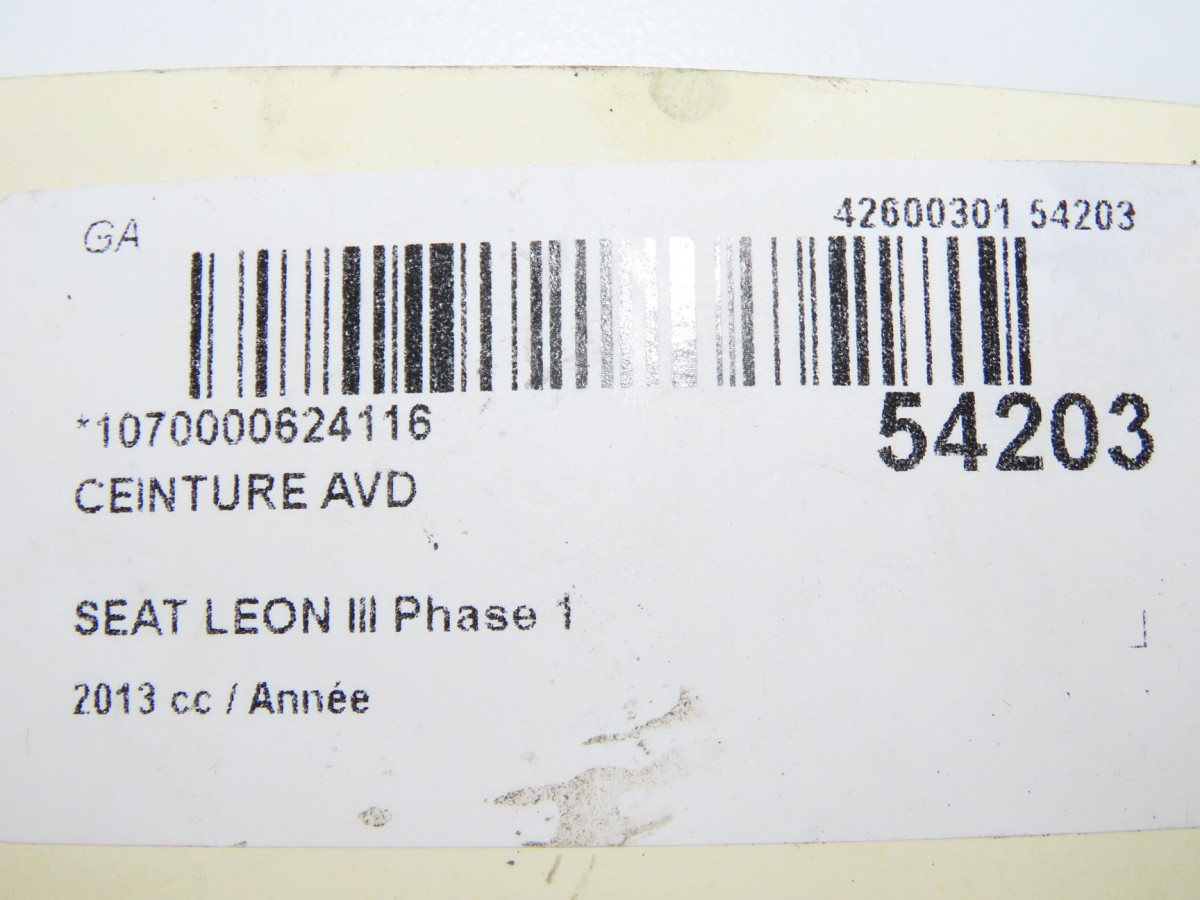 GA
42600301 54203
*1070000624116
54203
CEINTURE AVD
SEAT LEON III Phase 1
2013 cc / Année